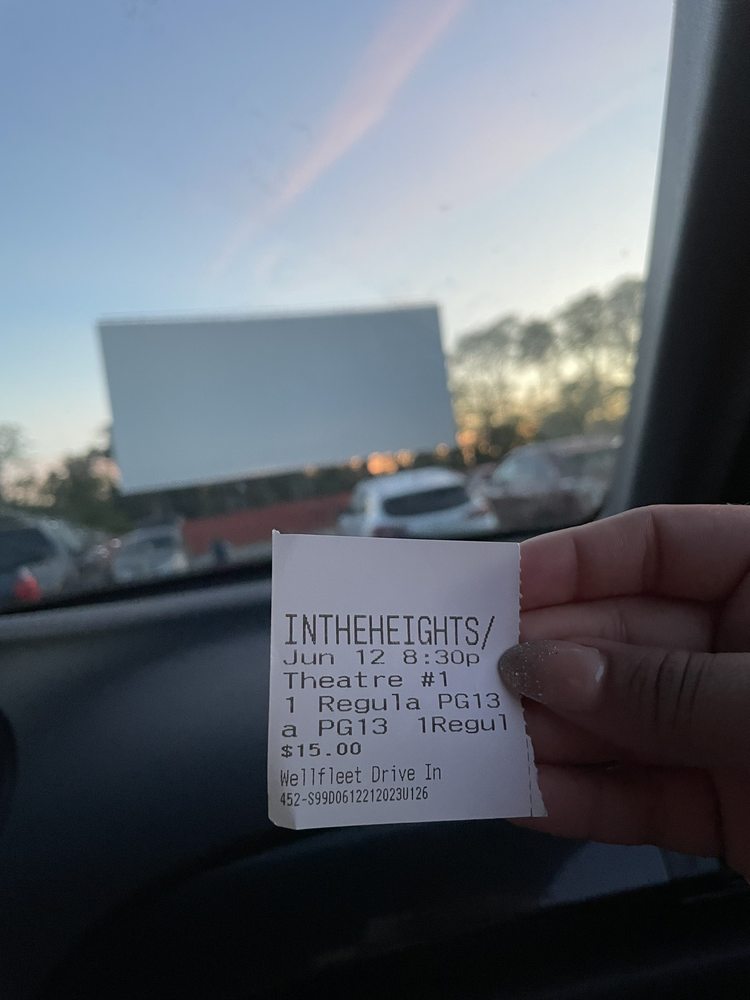 INTHEHEIGHTS/
Jun 12 8:30p
Theatre #1
1 Regula PG13
a PG13 1Regul
$15.00
Wellfleet Drive In
452-S99D0612212023U126